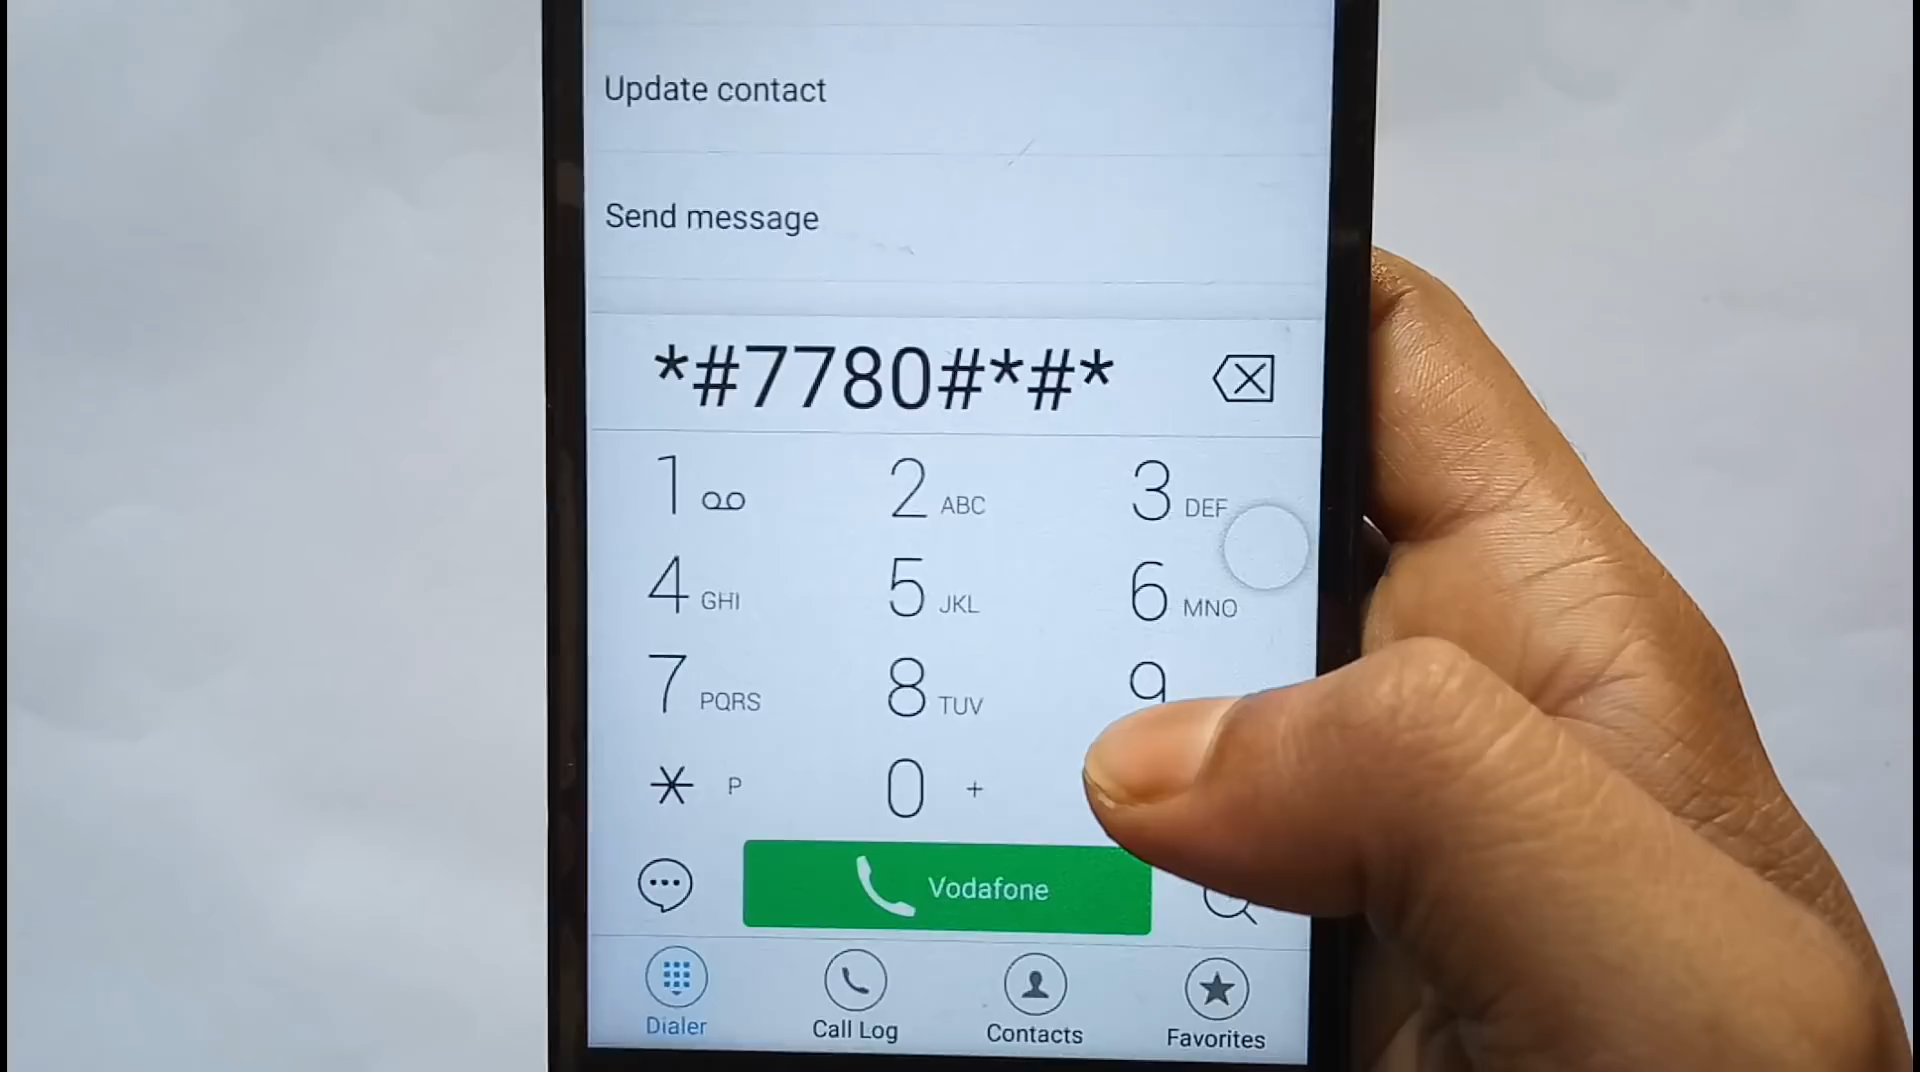 Update contact
Send message
*#7780#*#*
1
2 ABC
3 DEF
4 GHI
5 JKL
6 MNO
7 PQRS
8 TUV
9
* P
0 +
Vodafone
Dialer
Call Log
Contacts
Favorites